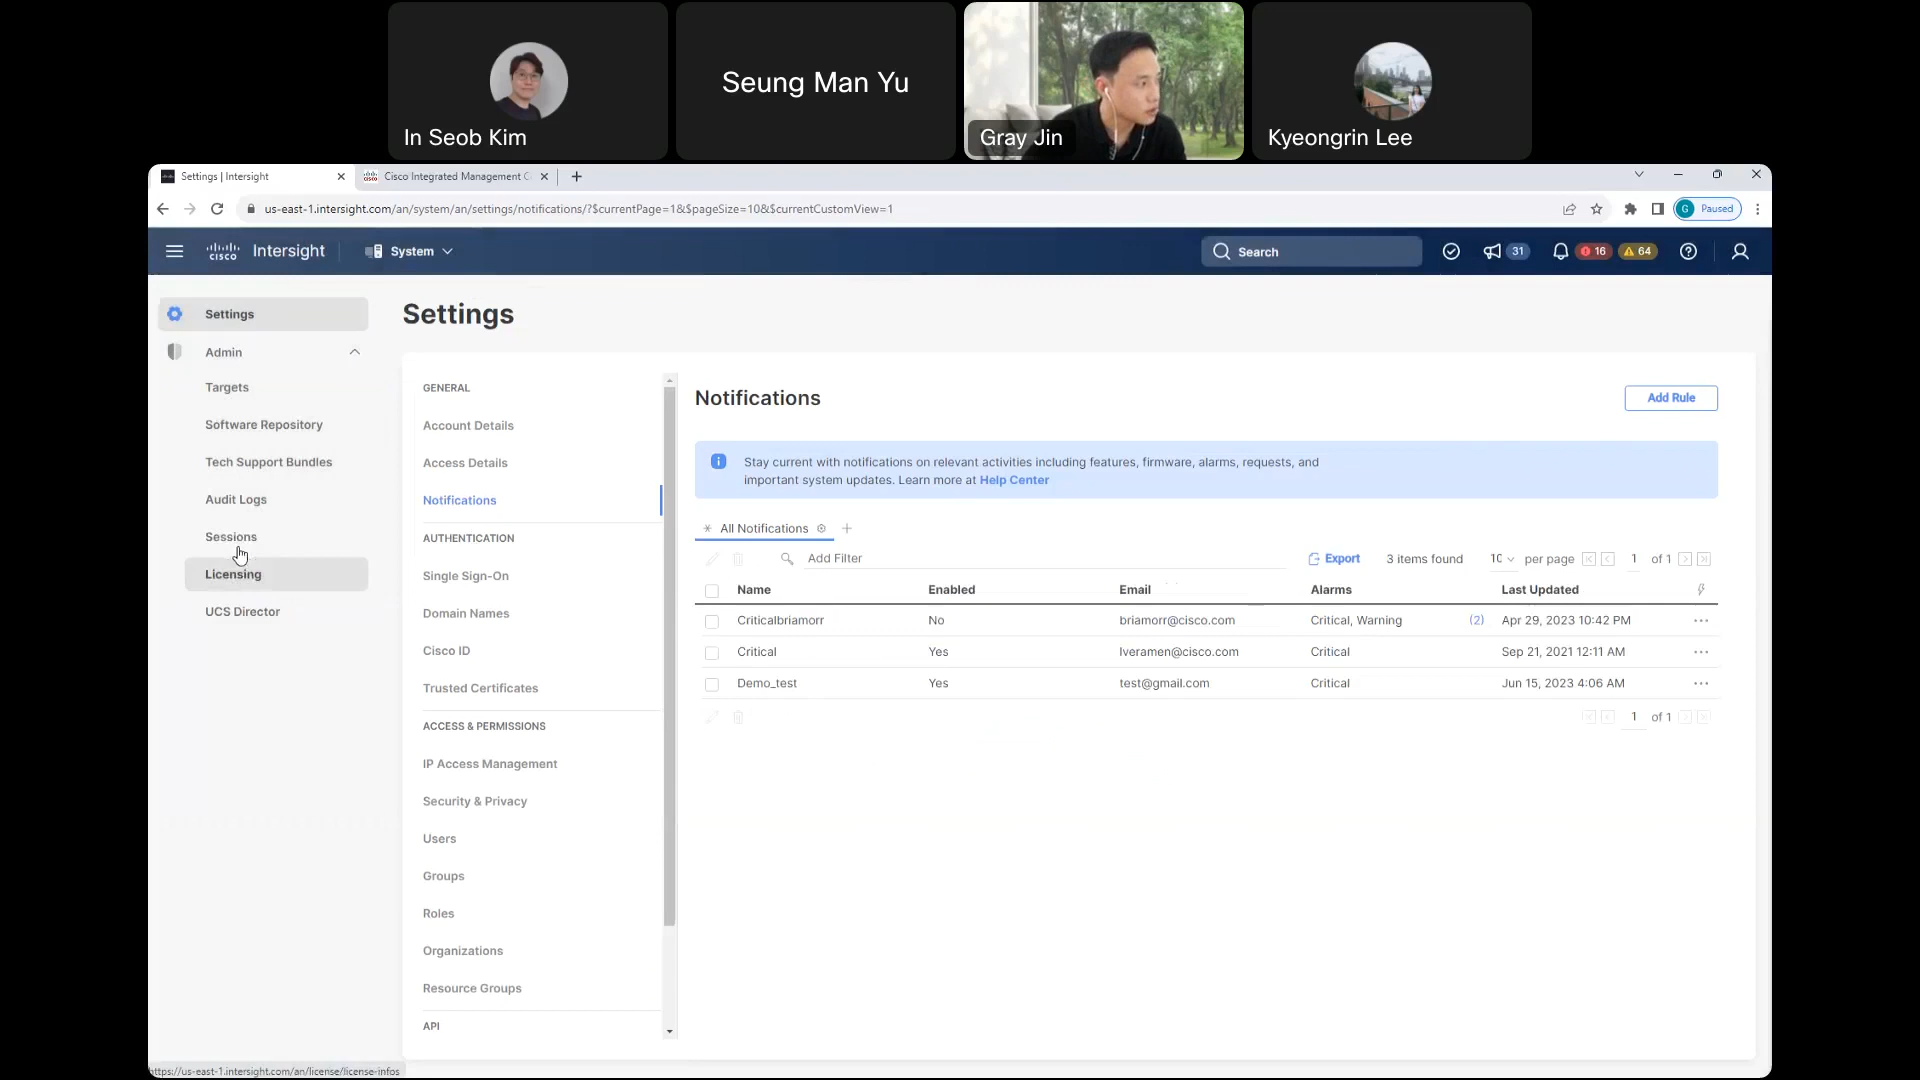 In Seob Kim
Seung Man Yu
Gray Jin
Kyeongrin Lee
Settings | Intersight
Cisco Integrated Management C
us-east-1.intersight.com/an/system/an/settings/notifications/?$currentPage=1&$pageSize=10&$currentCustomView=1
G Paused
cisco Intersight System
Search
31
16
64
Settings
Admin
Targets
Software Repository
Tech Support Bundles
Audit Logs
Sessions
Licensing
UCS Director
Settings
GENERAL
Account Details
Access Details
Notifications
AUTHENTICATION
Single Sign-On
Domain Names
Cisco ID
Trusted Certificates
ACCESS & PERMISSIONS
IP Access Management
Security & Privacy
Users
Groups
Roles
Organizations
Resource Groups
API
Notifications
Add Rule
Stay current with notifications on relevant activities including features, firmware, alarms, requests, and
important system updates. Learn more at Help Center
All Notifications
Add Filter
Export 3 items found 10 per page 1 of 1
Name Enabled Email Alarms Last Updated
Criticalbriamorr No briamorr@cisco.com Critical, Warning (2) Apr 29, 2023 10:42 PM
Critical Yes lveramen@cisco.com Critical Sep 21, 2021 12:11 AM
Demo_test Yes test@gmail.com Critical Jun 15, 2023 4:06 AM
1 of 1
https://us-east-1.intersight.com/an/license/license-infos